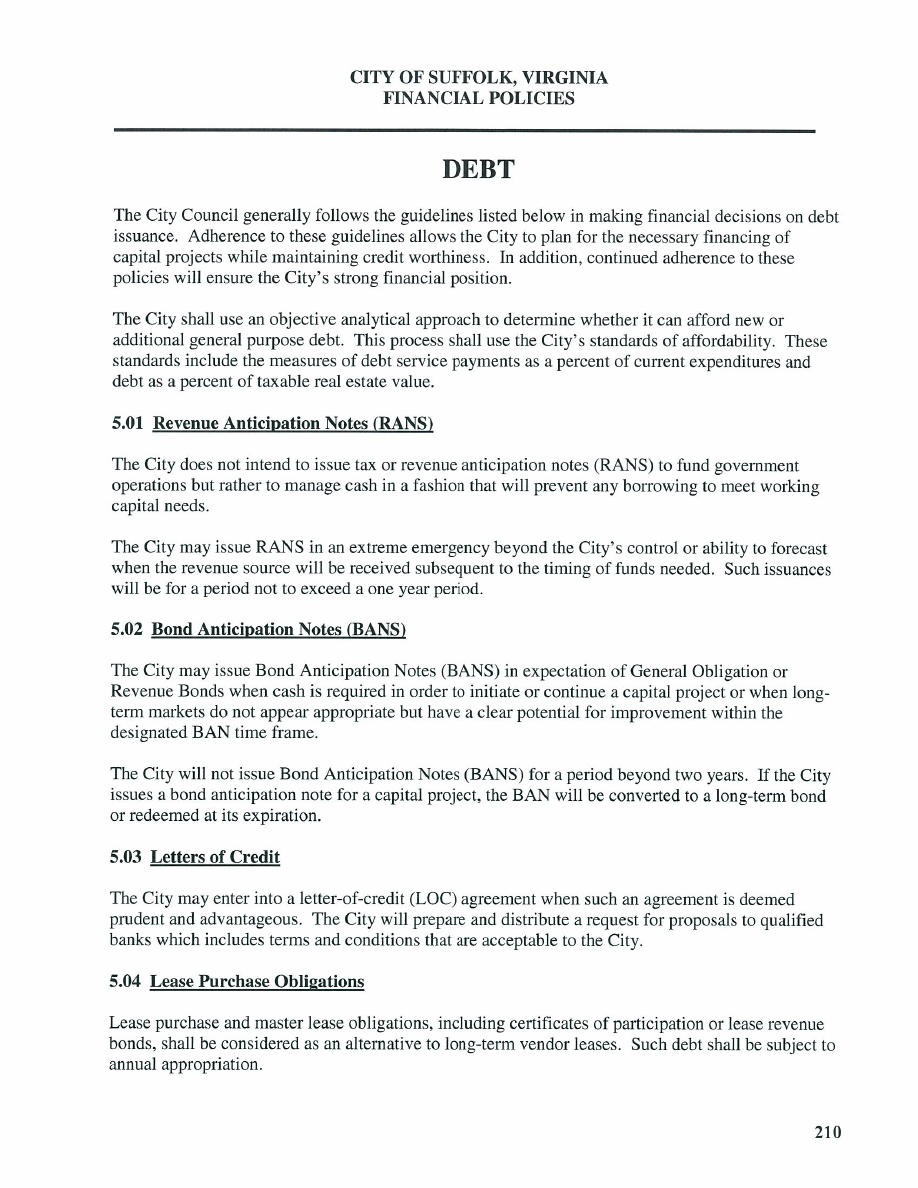 CITY OF SUFFOLK, VIRGINIA
FINANCIAL POLICIES
DEBT
The City Council generally follows the guidelines listed below in making financial decisions on debt
issuance. Adherence to these guidelines allows the City to plan for the necessary financing of
capital projects while maintaining credit worthiness. In addition, continued adherence to these
policies will ensure the City's strong financial position.
The City shall use an objective analytical approach to determine whether it can afford new or
additional general purpose debt. This process shall use the City's standards of affordability. These
standards include the measures of debt service payments as a percent of current expenditures and
debt as a percent of taxable real estate value.
5.01 Revenue Anticipation Notes (RANS)
The City does not intend to issue tax or revenue anticipation notes (RANS) to fund government
operations but rather to manage cash in a fashion that will prevent any borrowing to meet working
capital needs.
The City may issue RANS in an extreme emergency beyond the City's control or ability to forecast
when the revenue source will be received subsequent to the timing of funds needed. Such issuances
will be for a period not to exceed a one year period.
5.02 Bond Anticipation Notes (BANS)
The City may issue Bond Anticipation Notes (BANS) in expectation of General Obligation or
Revenue Bonds when cash is required in order to initiate or continue a capital project or when long-
term markets do not appear appropriate but have a clear potential for improvement within the
designated BAN time frame.
The City will not issue Bond Anticipation Notes (BANS) for a period beyond two years. If the City
issues a bond anticipation note for a capital project, the BAN will be converted to a long-term bond
or redeemed at its expiration.
5.03 Letters of Credit
The City may enter into a letter-of-credit (LOC) agreement when such an agreement is deemed
prudent and advantageous. The City will prepare and distribute a request for proposals to qualified
banks which includes terms and conditions that are acceptable to the City.
5.04 Lease Purchase Obligations
Lease purchase and master lease obligations, including certificates of participation or lease revenue
bonds, shall be considered as an alternative to long-term vendor leases. Such debt shall be subject to
annual appropriation.
210